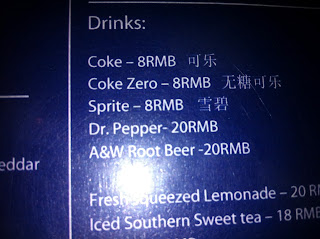 Drinks:
Coke – 8RMB 可乐
Coke Zero – 8RMB 无糖可乐
Sprite – 8RMB 雪碧
Dr. Pepper- 20RMB
A&W Root Beer -20RMB
eddar
Fresh Squeezed Lemonade – 20 R
Iced Southern Sweet tea – 18 RMB